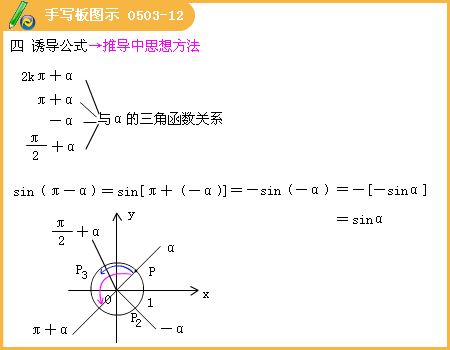 手写板图示 0503-12
四 诱导公式→推导中思想方法
2kπ+α
π+α
-α 与α的三角函数关系
π/2+α
sin(π-α)=sin[π+(-α)]=-sin(-α)=-[-sinα]
=sinα
y
π/2+α
α
P₃ P
0 1 x
P₂
π+α -α